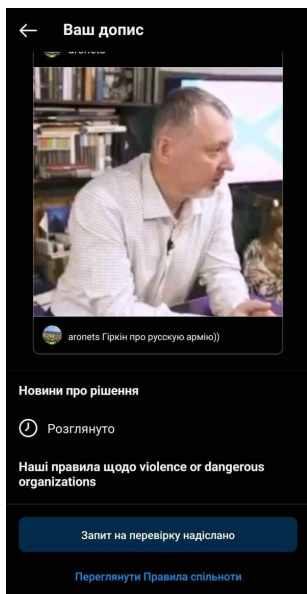 Ваш допис
aronets
aronets Гіркін про русскую армію))
Новини про рішення
Розглянуто
Наші правила щодо violence or dangerous
organizations
Запит на перевірку надіслано
Переглянути Правила спільноти